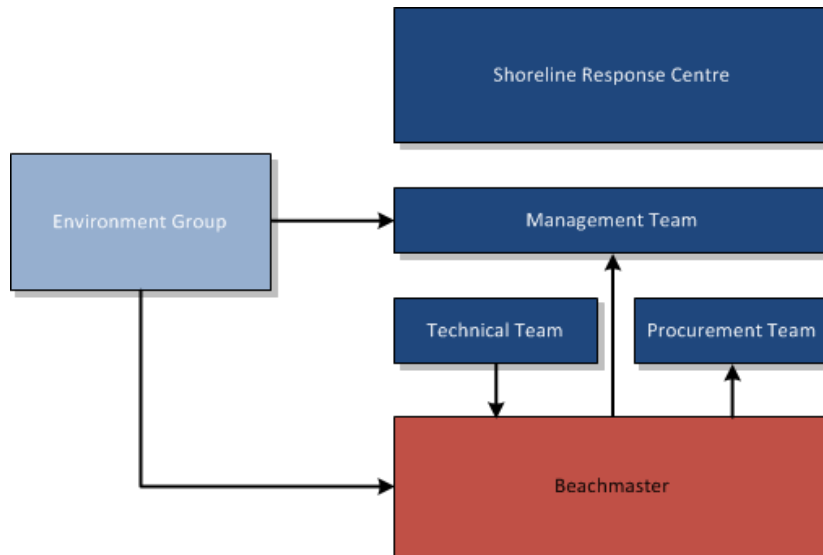 Shoreline Response Centre
Environment Group
Management Team
Technical Team
Procurement Team
Beachmaster